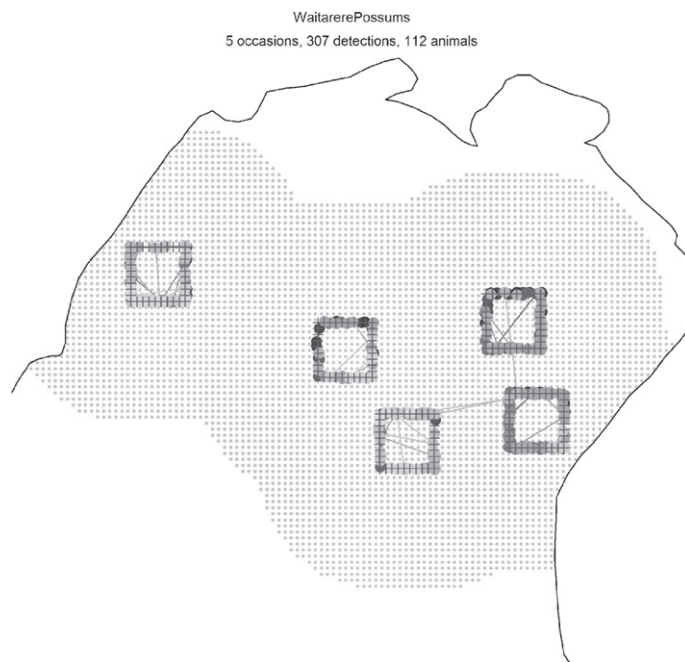 WaitarerePossums
5 occasions, 307 detections, 112 animals